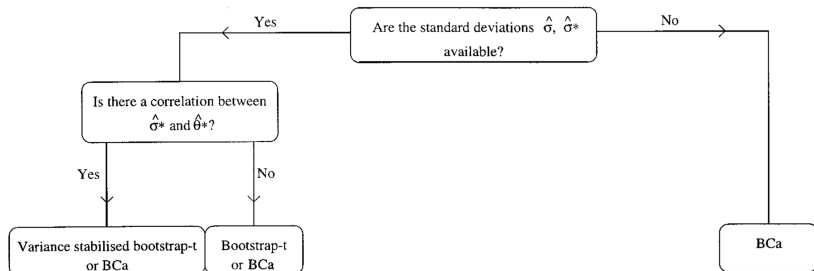 Yes
Are the standard deviations σ̂, σ̂*
available?
No
Is there a correlation between
σ̂* and θ̂*?
Yes
No
Variance stabilised bootstrap-t
or BCa
Bootstrap-t
or BCa
BCa